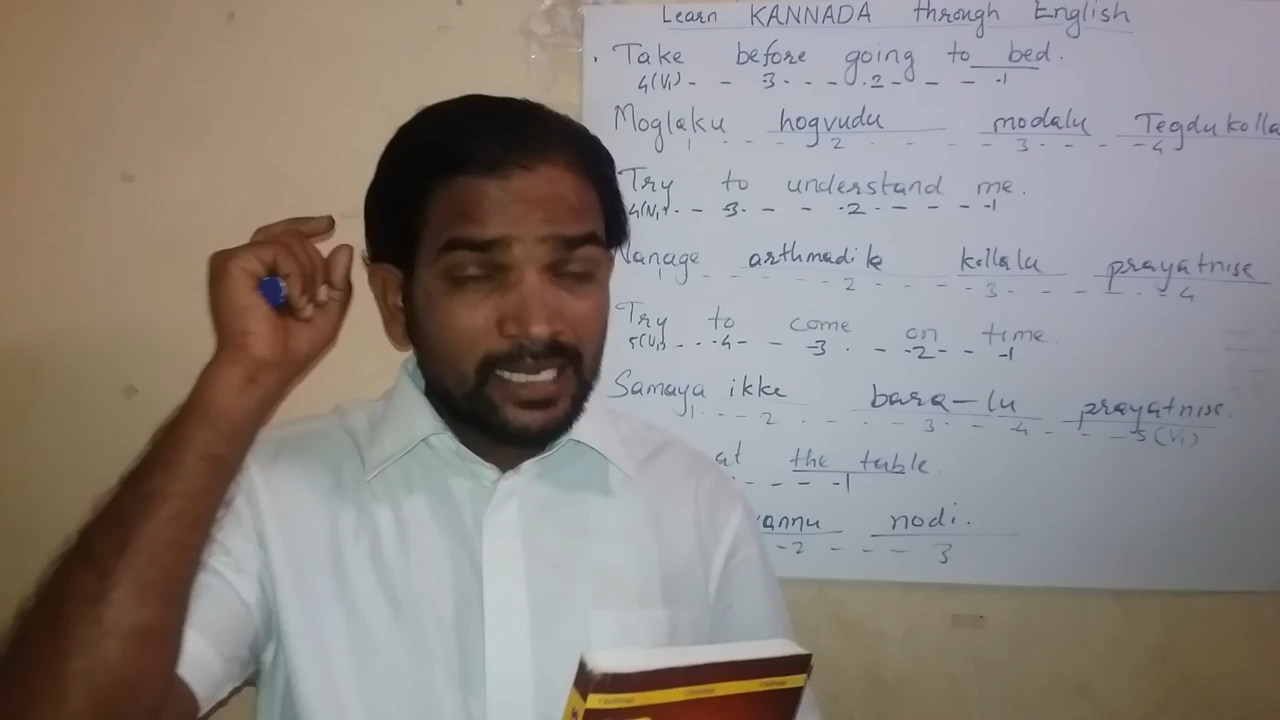 Learn KANNADA through English
. Take before going to bed.
4(V1) - - 3 - - - 2 - - - 1
Moglaku hogvudu modalu Tegdukolla
1 - - - 2 - - - - 3 - - - 4
Try to understand me.
- - 3 - - - 2 - - - - 1
Nanage arthmadik kollalu prayatnise
1 - - - 2 - - - - 3 - - - - 4
Try to come on time
5(V1) - - - 4 - - 3 - - 2 - - 1
Samaya ikke bara-lu prayatnise.
1 - - - 2 - - - - 3 - - 4 - - - 5(V1)
at the table
- - - - 1
annu nodi.
- 2 - - - 3